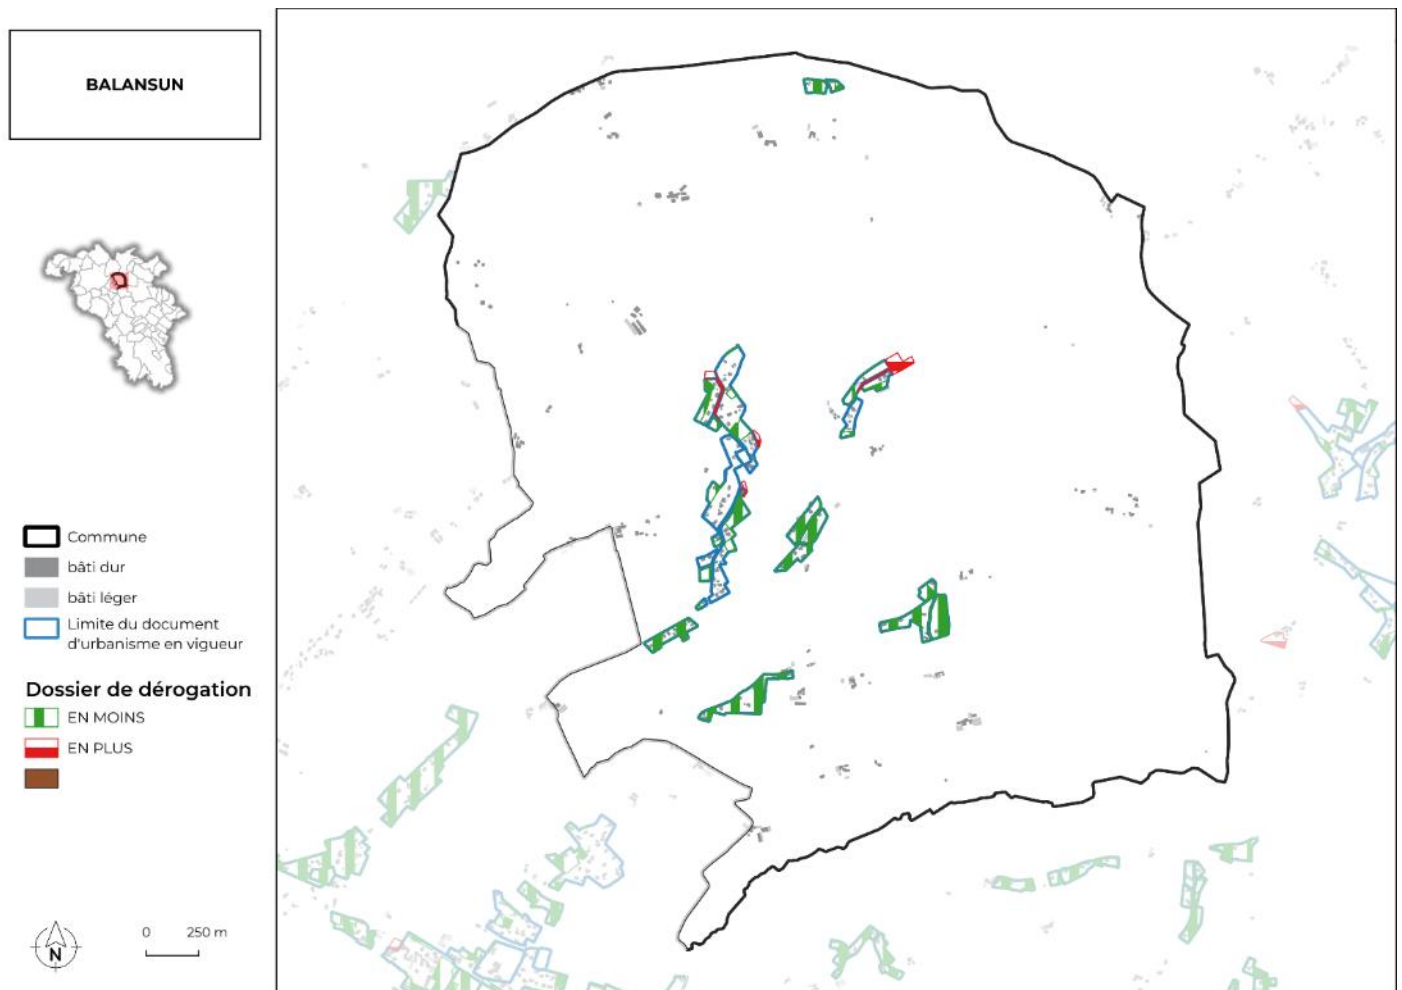 BALANSUN
Commune
bâti dur
bâti léger
Limite du document
d'urbanisme en vigueur
Dossier de dérogation
EN MOINS
EN PLUS
N
0 250 m